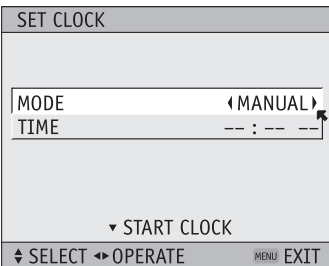 SET CLOCK
MODE ◀MANUAL▶
TIME --:-- --
▼ START CLOCK
♦ SELECT ◀▶ OPERATE MENU EXIT